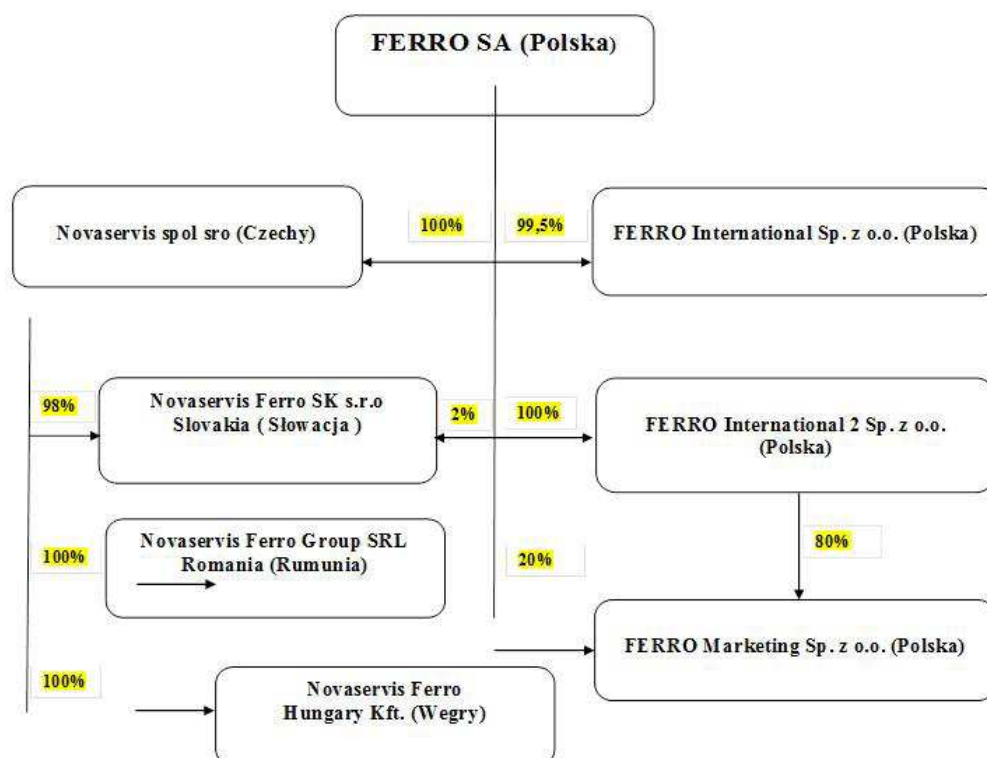 FERRO SA (Polska)
100%
99,5%
Novaservis spol sro (Czechy)
FERRO International Sp. z o.o. (Polska)
98%
Novaservis Ferro SK s.r.o
Slovakia ( Słowacja )
2%
100%
FERRO International 2 Sp. z o.o.
(Polska)
Novaservis Ferro Group SRL
Romania (Rumunia)
100%
20%
80%
FERRO Marketing Sp. z o.o. (Polska)
100%
Novaservis Ferro
Hungary Kft. (Wegry)